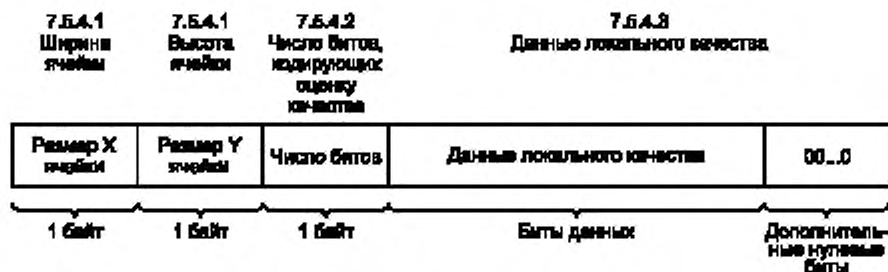 7.5.4.1 7.5.4.1 7.5.4.2 7.5.4.3
Ширина Высота Число битов, Данные локального качества
ячейки ячейки кодирующих
оценку
качества
Размер X Размер Y Число битов Данные локального качества 00...0
ячейки ячейки
1 байт 1 байт 1 байт Биты данных Дополнитель-
ные нулевые
биты